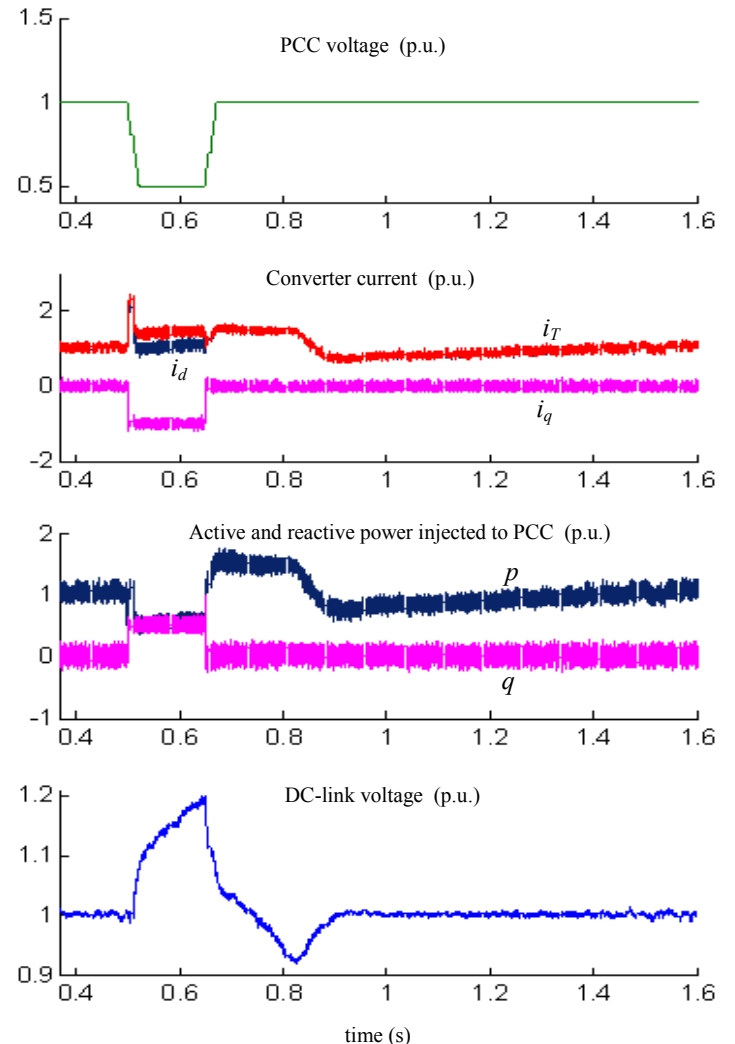 1.5
PCC voltage (p.u.)
1
0.5
0.4 0.6 0.8 1 1.2 1.4 1.6
Converter current (p.u.)
2
i_T
0
i_d
i_q
-2
0.4 0.6 0.8 1 1.2 1.4 1.6
2
Active and reactive power injected to PCC (p.u.)
p
1
0
q
-1
0.4 0.6 0.8 1 1.2 1.4 1.6
1.2
DC-link voltage (p.u.)
1.1
1
0.9
0.4 0.6 0.8 1 1.2 1.4 1.6
time (s)